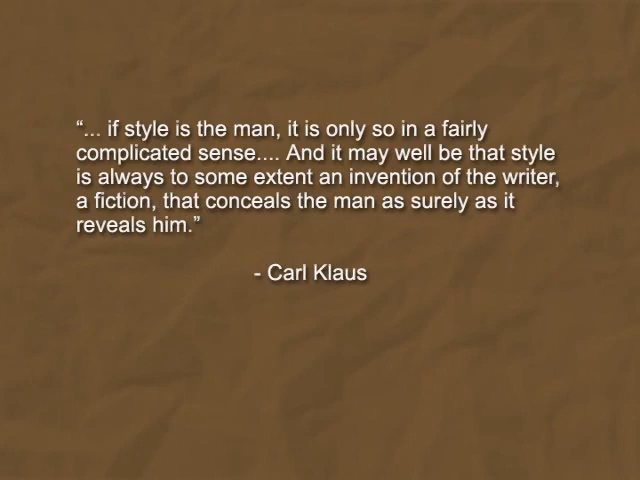 “... if style is the man, it is only so in a fairly
complicated sense.... And it may well be that style
is always to some extent an invention of the writer,
a fiction, that conceals the man as surely as it
reveals him.”
- Carl Klaus